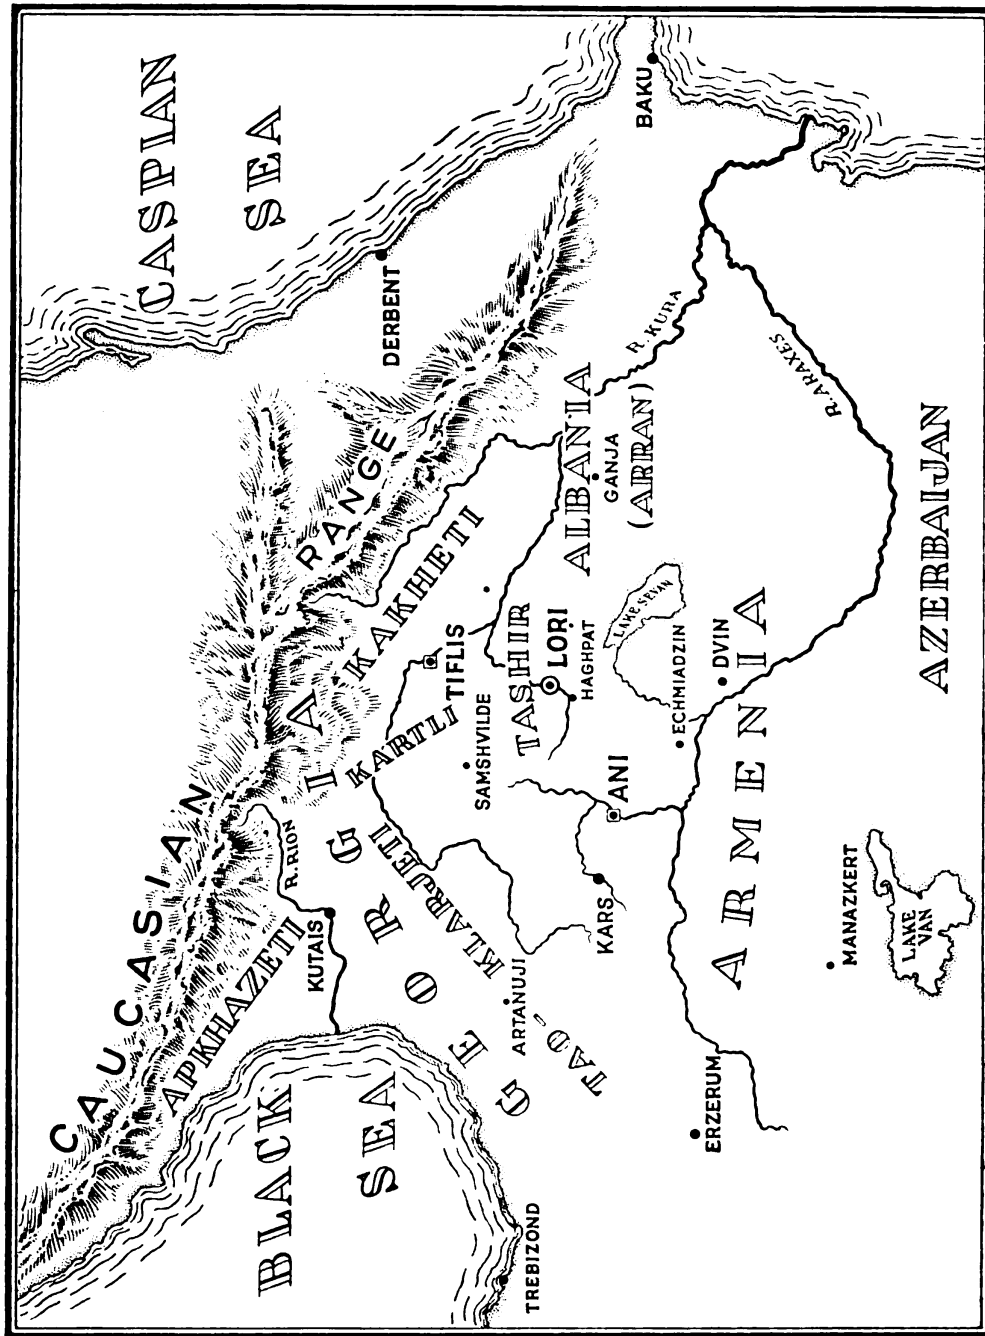 CASPIAN
SEA
CAUCASIAN
RANGE
BLACK
SEA
APKHAZETI
R. RION
KUTAIS
GEORGIA
KAKHETI
KARTLI
TIFLIS
TAO-KLARJETI
ARTANUJI
SAMSHVILDE
TASHIR
LORI
HAGHPAT
DERBENT
BAKU
R. KURA
R. ARAXES
ALBANIA
GANJA
(ARRAN)
LAKE SEVAN
ECHMIADZIN
DVIN
ANI
KARS
ARMENIA
TREBIZOND
ERZERUM
MANAZKERT
LAKE
VAN
AZERBAIJAN